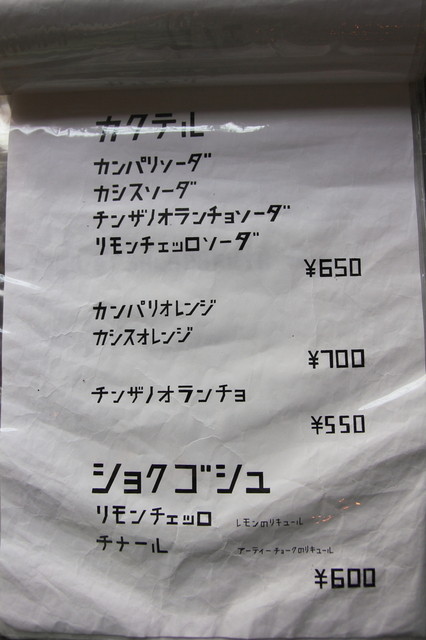 カクテル
カンパリソーダ
カシスソーダ
チンザノオランチョソーダ
リモンチェッロソーダ
¥650
カンパリオレンジ
カシスオレンジ
¥700
チンザノオランチョ
¥550
ショクゴシュ
リモンチェッロ レモンのリキュール
チナール アーティーチョークのリキュール
¥600